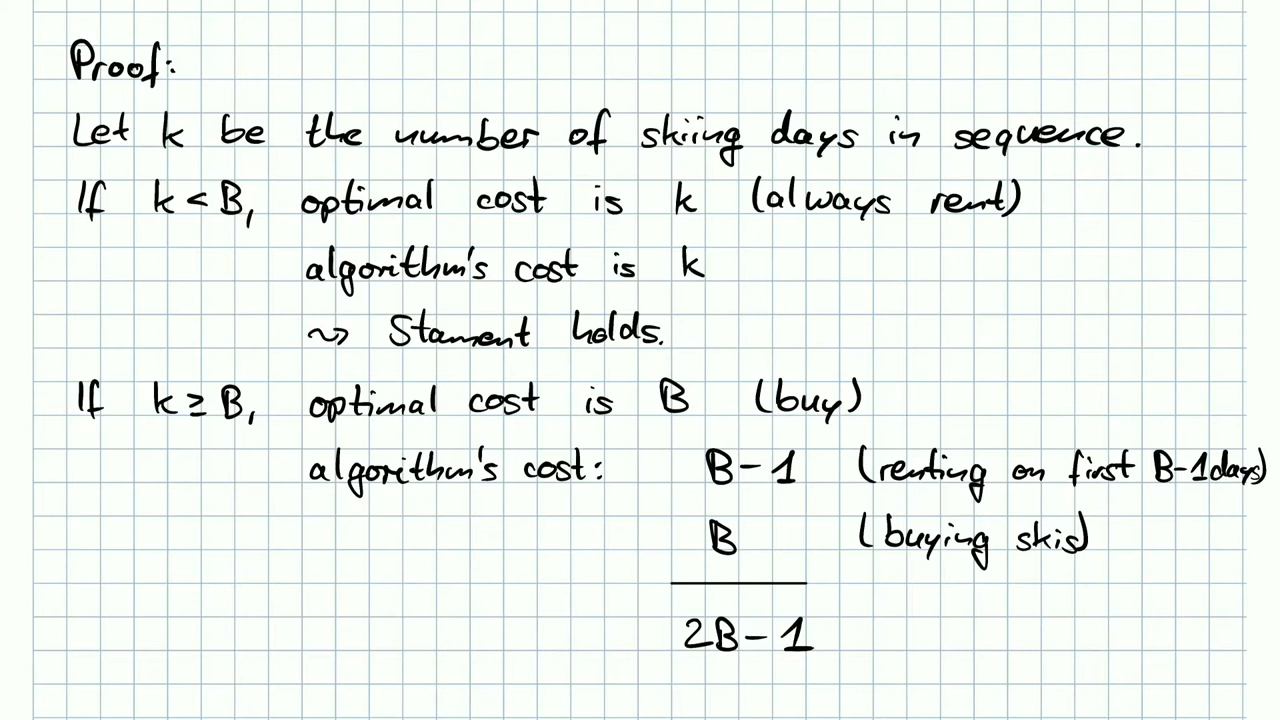 Proof:
Let k be the number of skiing days in sequence.
If k < B, optimal cost is k (always rent)
algorithm's cost is k
⇝ Stament holds.
If k ≥ B, optimal cost is B (buy)
algorithm's cost: B-1 (renting on first B-1 days)
B (buying skis)
2B-1